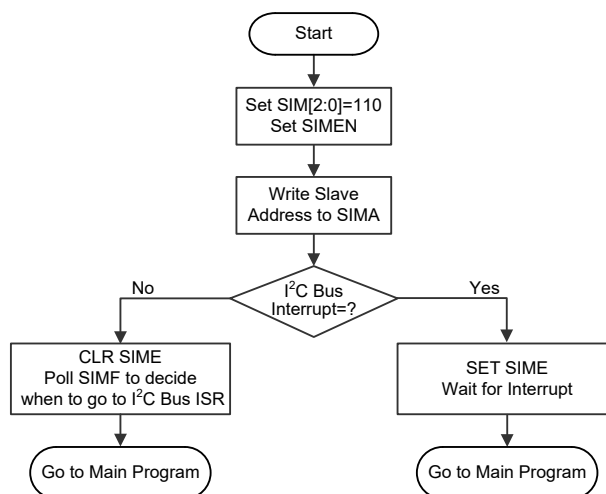 Start
Set SIM[2:0]=110
Set SIMEN
Write Slave
Address to SIMA
I²C Bus
Interrupt=?
No
Yes
CLR SIME
Poll SIMF to decide
when to go to I²C Bus ISR
SET SIME
Wait for Interrupt
Go to Main Program
Go to Main Program